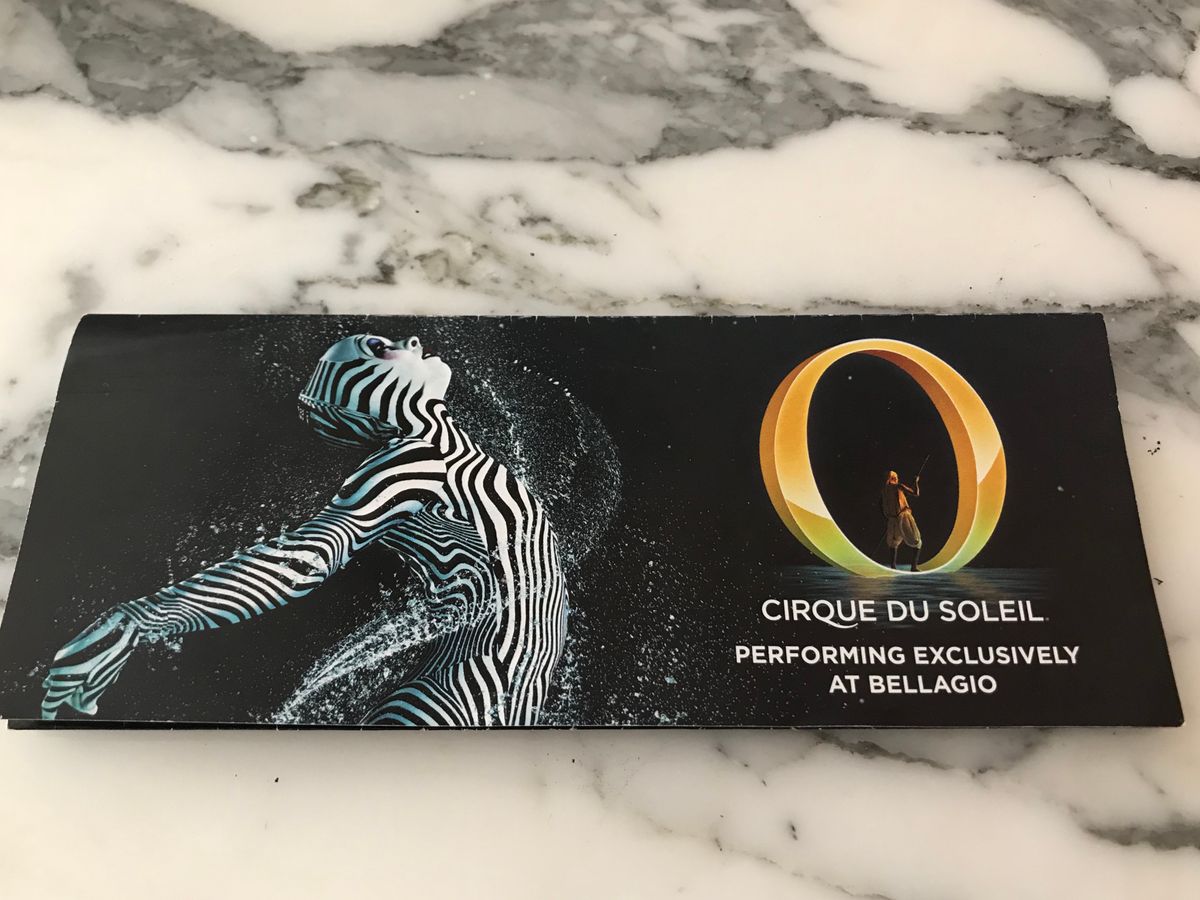 O
CIRQUE DU SOLEIL.
PERFORMING EXCLUSIVELY
AT BELLAGIO